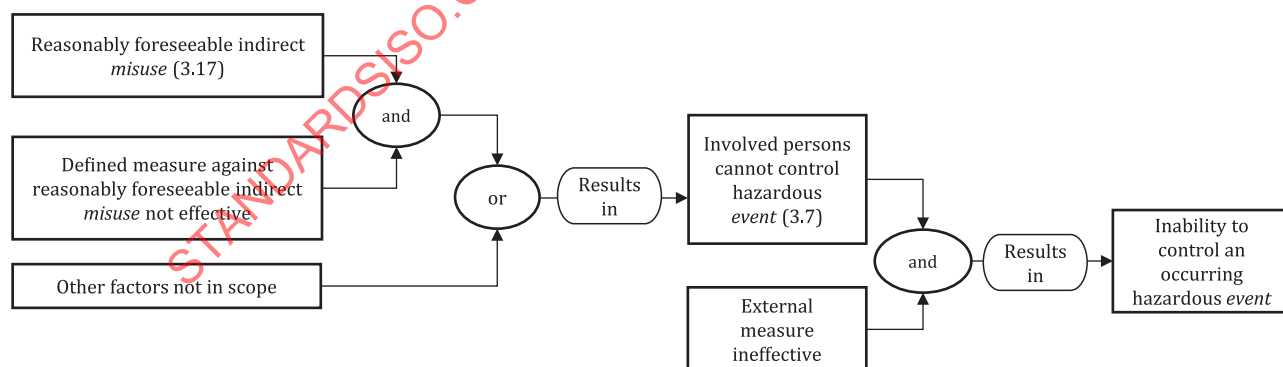 Reasonably foreseeable indirect
misuse (3.17)
and
Defined measure against
reasonably foreseeable indirect
misuse not effective
or
Results
in
Other factors not in scope
Involved persons
cannot control
hazardous
event (3.7)
and
External
measure
ineffective
Results
in
Inability to
control an
occurring
hazardous event
STANDARDSISO.C